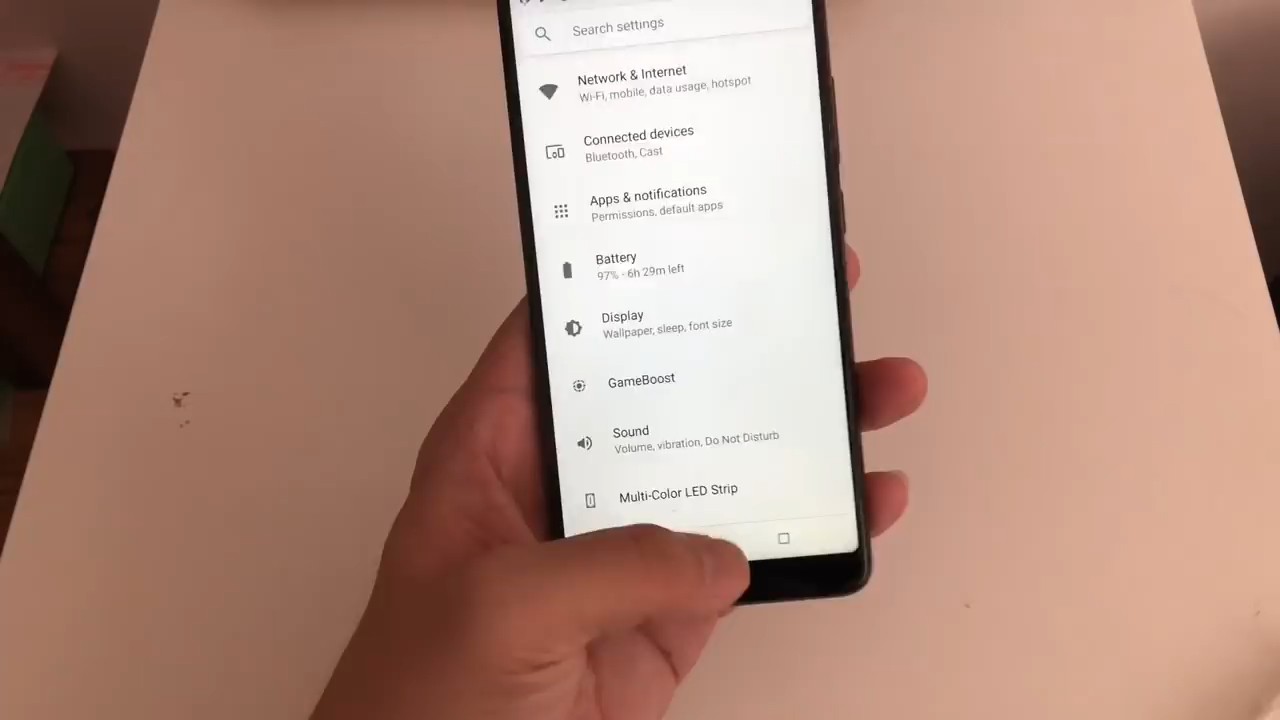 Search settings
Network & Internet
Wi-Fi, mobile, data usage, hotspot
Connected devices
Bluetooth, Cast
Apps & notifications
Permissions, default apps
Battery
97% - 6h 29m left
Display
Wallpaper, sleep, font size
GameBoost
Sound
Volume, vibration, Do Not Disturb
Multi-Color LED Strip